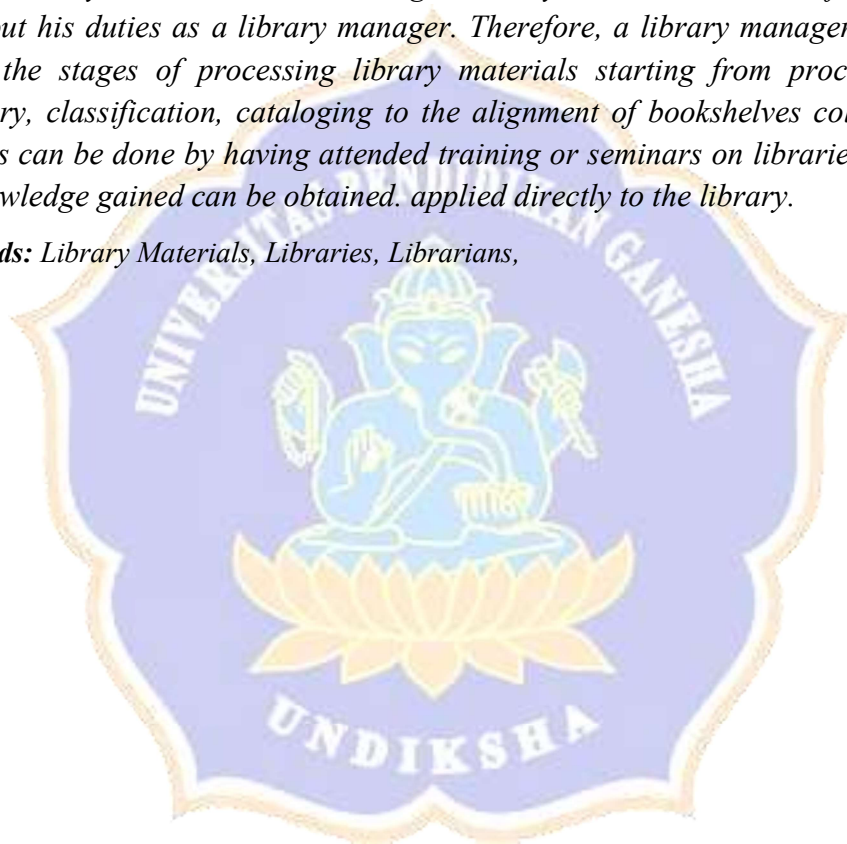 out his duties as a library manager. Therefore, a library manager
the stages of processing library materials starting from proc
ry, classification, cataloging to the alignment of bookshelves col
s can be done by having attended training or seminars on libraries
wledge gained can be obtained. applied directly to the library.
ds: Library Materials, Libraries, Librarians,
UNIVERSITAS PENDIDIKAN GANESHA
UNDIKSHA